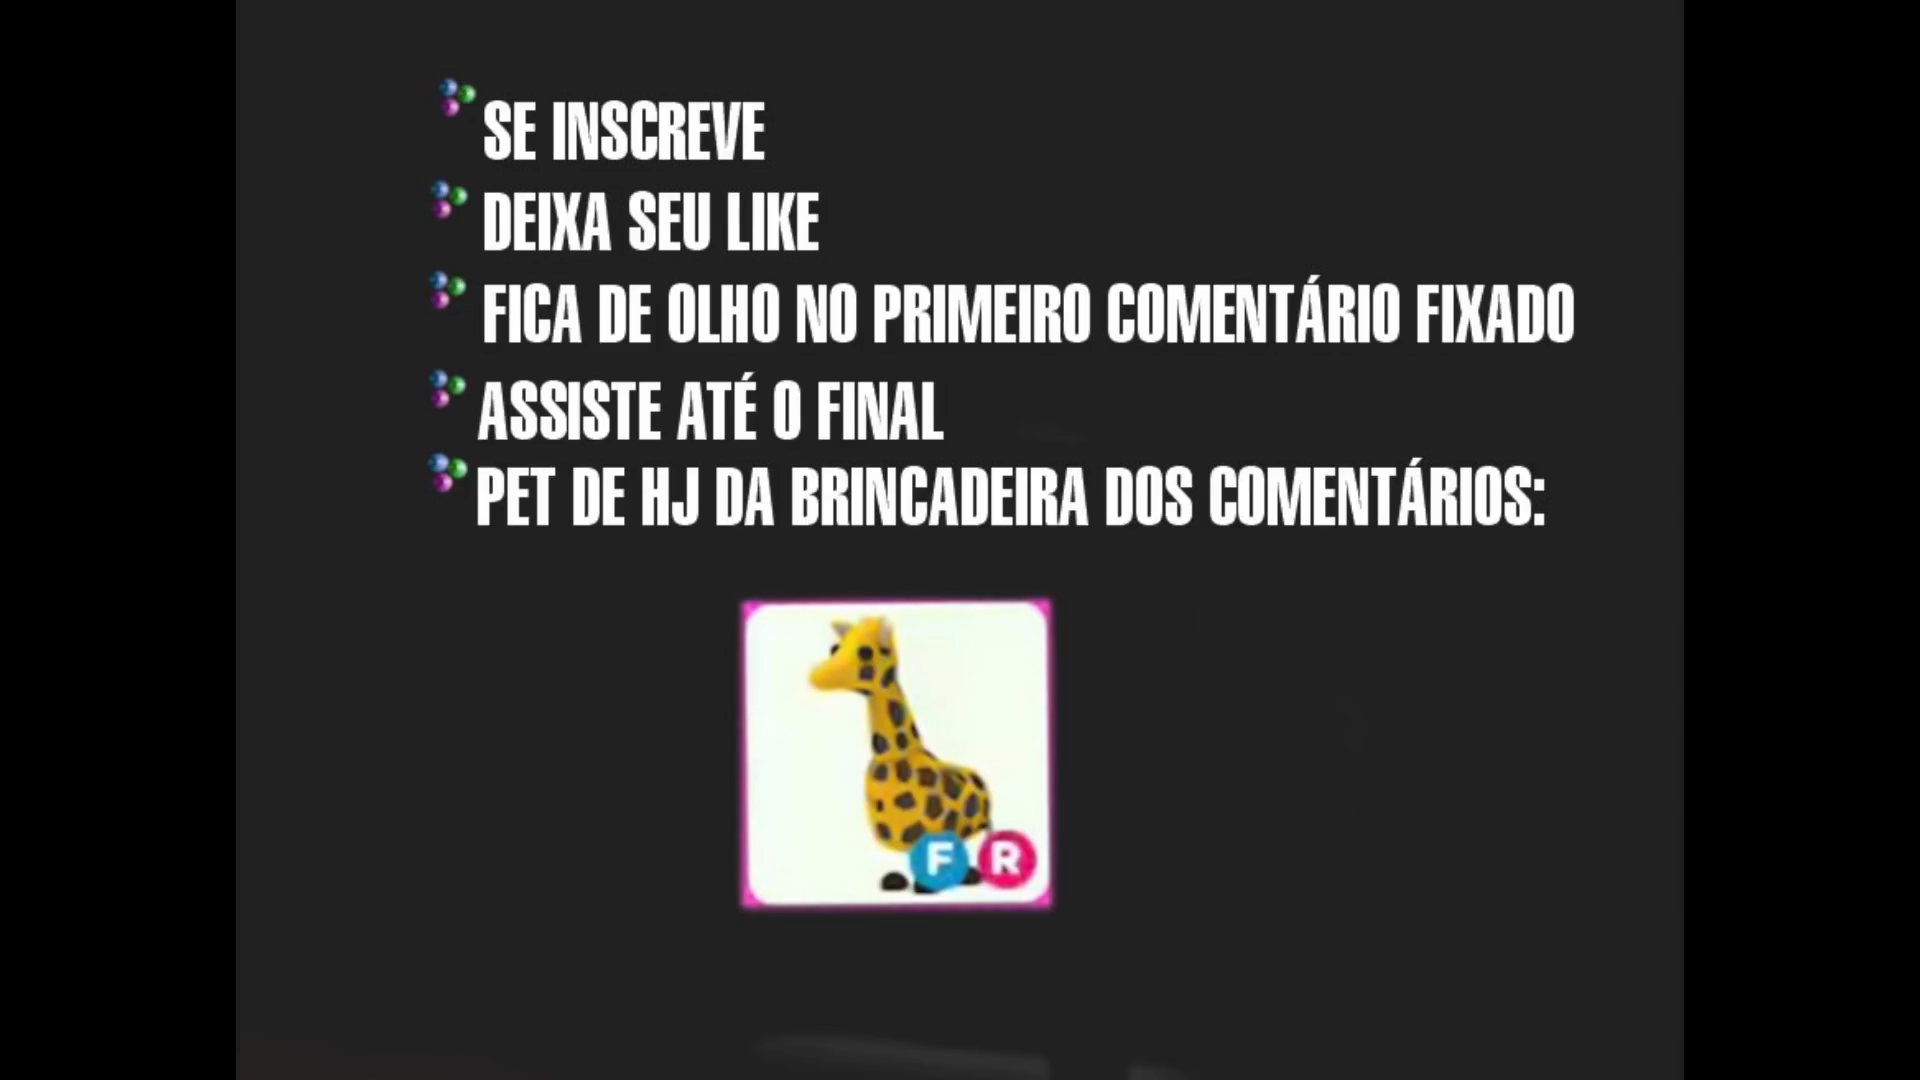 SE INSCREVE
DEIXA SEU LIKE
FICA DE OLHO NO PRIMEIRO COMENTÁRIO FIXADO
ASSISTE ATÉ O FINAL
PET DE HJ DA BRINCADEIRA DOS COMENTÁRIOS:
F R